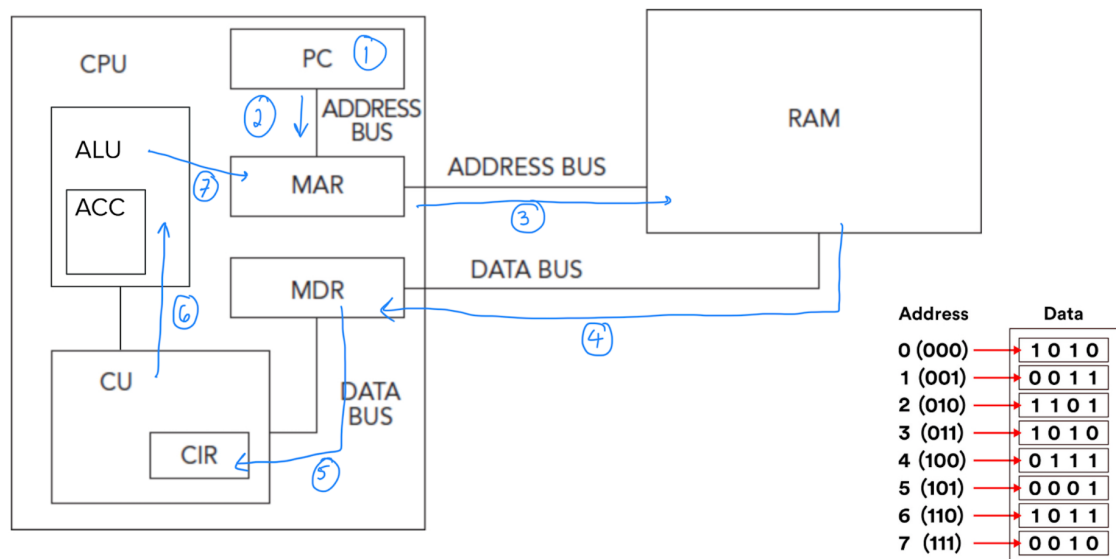 CPU
PC
1
2
ADDRESS
BUS
RAM
ALU
7
MAR
ADDRESS BUS
3
ACC
MDR
DATA BUS
4
6
CU
DATA
BUS
CIR
5
Address Data
0 (000) 1 0 1 0
1 (001) 0 0 1 1
2 (010) 1 1 0 1
3 (011) 1 0 1 0
4 (100) 0 1 1 1
5 (101) 0 0 0 1
6 (110) 1 0 1 1
7 (111) 0 0 1 0